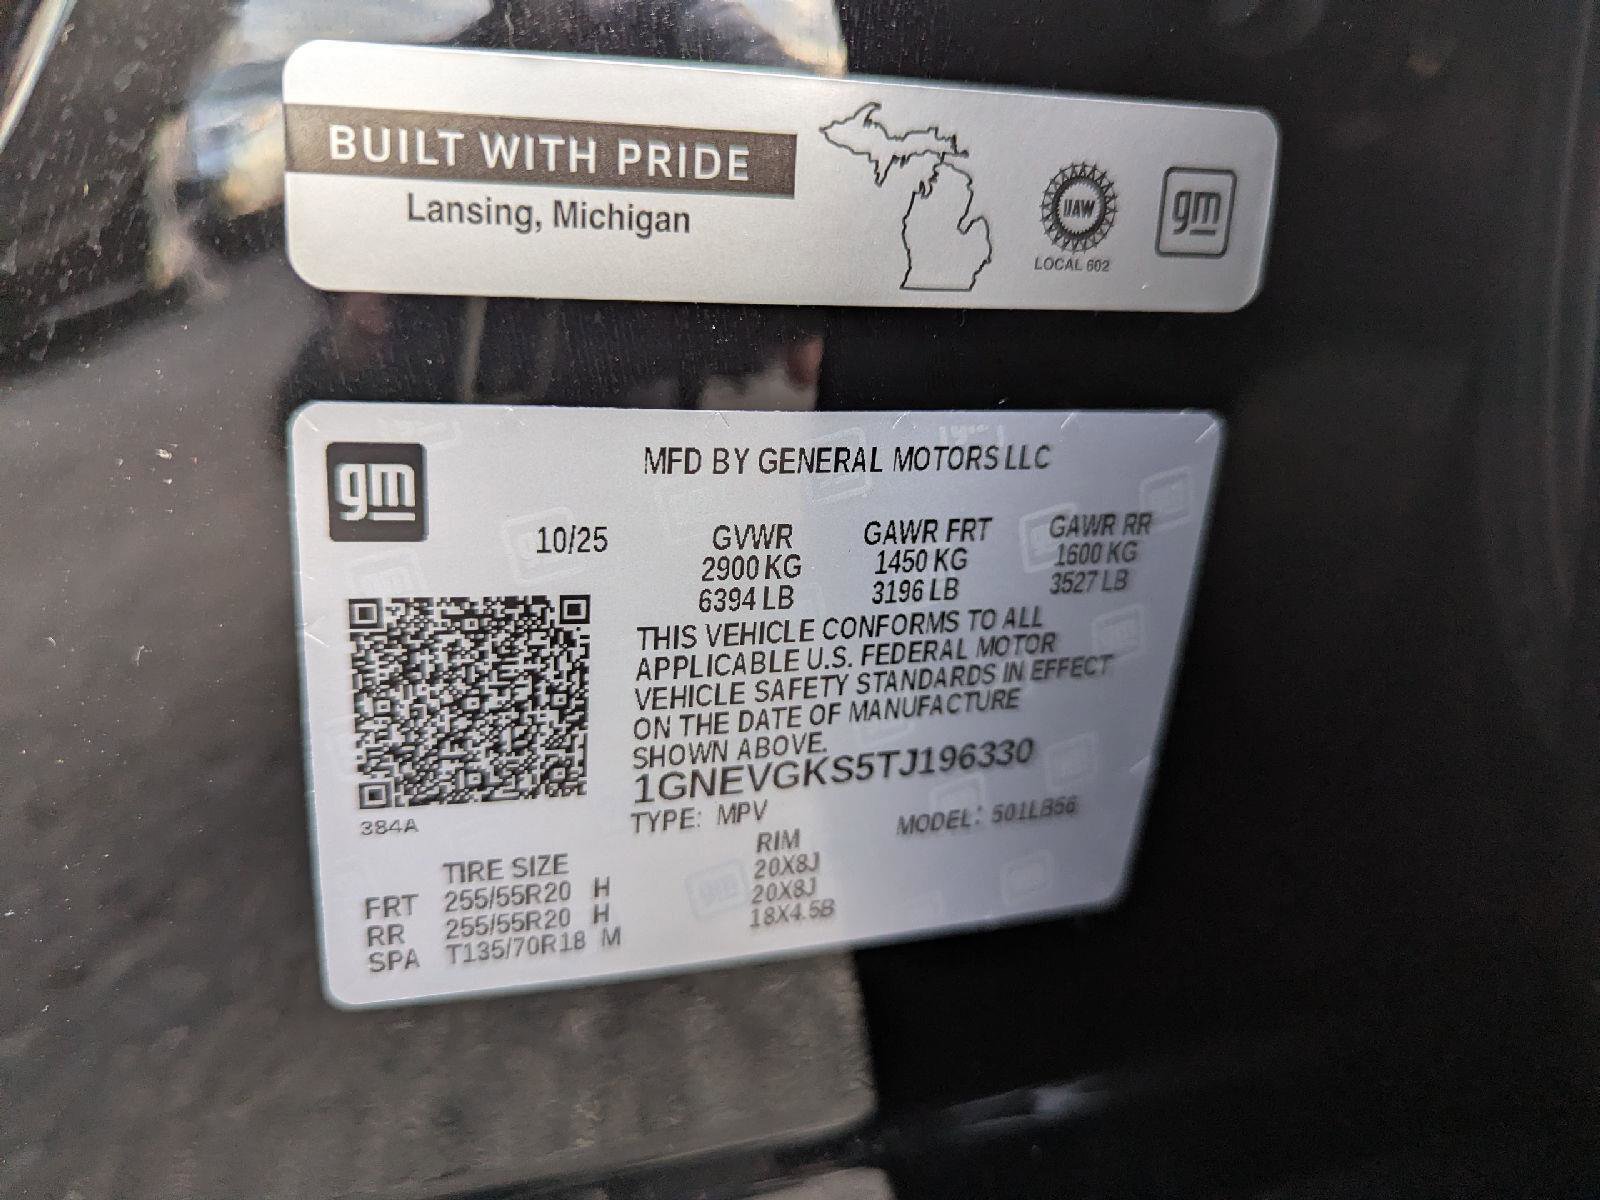 BUILT WITH PRIDE
Lansing, Michigan
UAW
LOCAL 602
gm
gm
MFD BY GENERAL MOTORS LLC
10/25 GVWR GAWR FRT GAWR RR
2900 KG 1450 KG 1600 KG
6394 LB 3196 LB 3527 LB
THIS VEHICLE CONFORMS TO ALL
APPLICABLE U.S. FEDERAL MOTOR
VEHICLE SAFETY STANDARDS IN EFFECT
ON THE DATE OF MANUFACTURE
SHOWN ABOVE.
1GNEVGKS5TJ196330
TYPE: MPV MODEL: 501LB56
384A
TIRE SIZE RIM
FRT 255/55R20 H 20X8J
RR 255/55R20 H 20X8J
SPA T135/70R18 M 18X4.5B